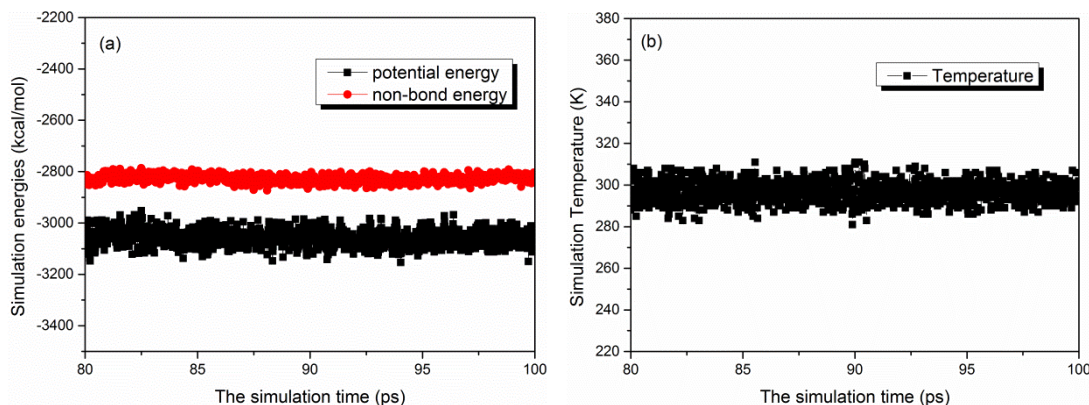 (a)
potential energy
non-bond energy
Simulation energies (kcal/mol)
-2200
-2400
-2600
-2800
-3000
-3200
-3400
80
85
90
95
100
The simulation time (ps)
(b)
Temperature
Simulation Temperature (K)
380
360
340
320
300
280
260
240
220
80
85
90
95
100
The simulation time (ps)